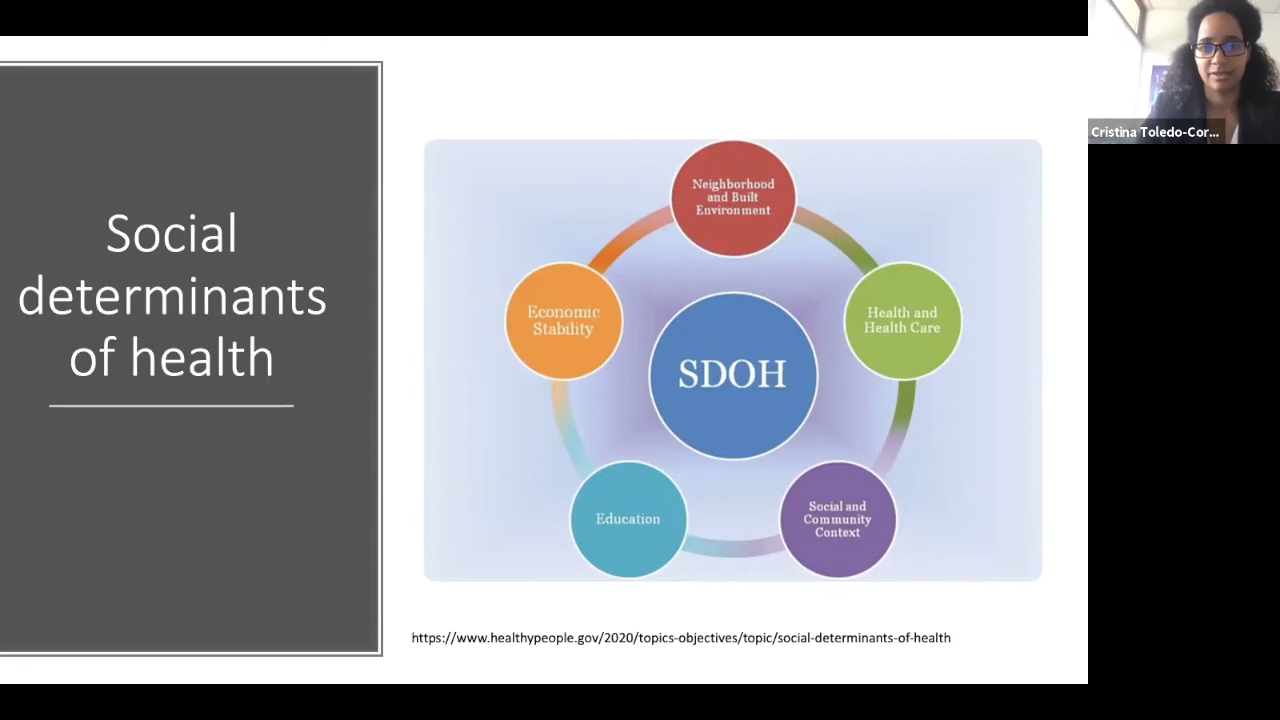 Social
determinants
of health
Neighborhood
and Built
Environment
Economic
Stability
Health and
Health Care
SDOH
Education
Social and
Community
Context
https://www.healthypeople.gov/2020/topics-objectives/topic/social-determinants-of-health
Cristina Toledo-Cor...